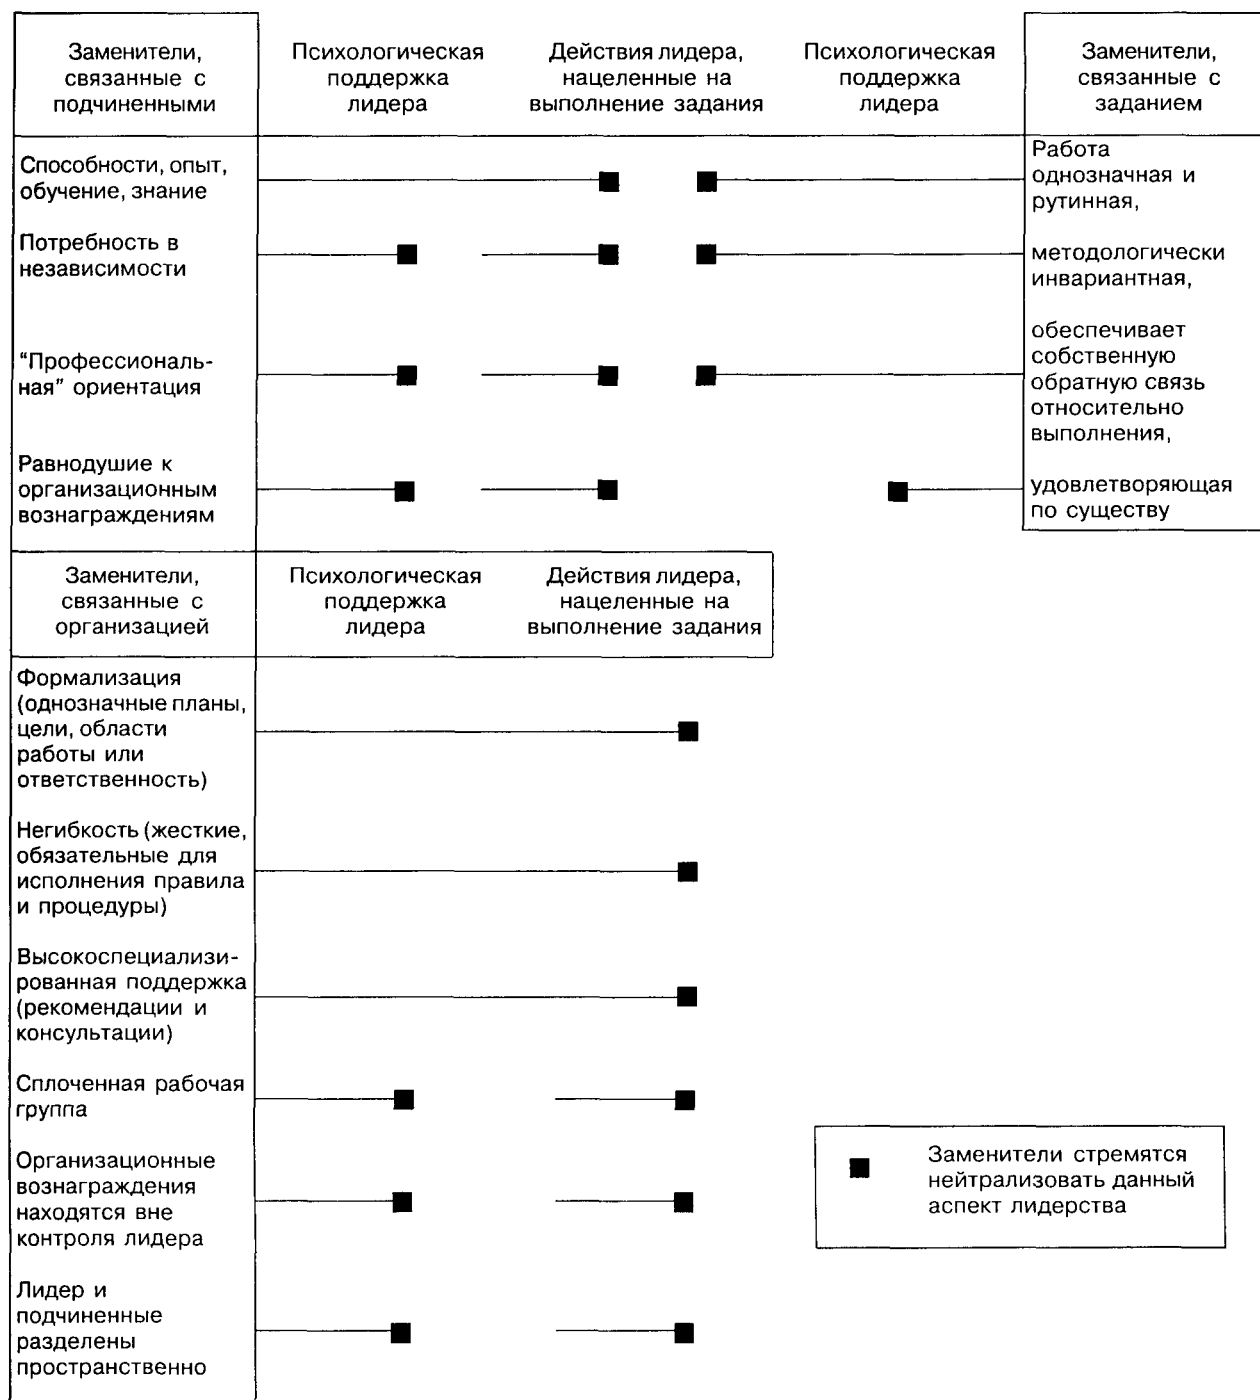 Заменители,
связанные с
подчиненными
Психологическая
поддержка
лидера
Действия лидера,
нацеленные на
выполнение задания
Психологическая
поддержка
лидера
Заменители,
связанные с
заданием
Способности, опыт,
обучение, знание
Работа
однозначная и
рутинная,
Потребность в
независимости
методологически
инвариантная,
"Профессиональ-
ная" ориентация
обеспечивает
собственную
обратную связь
относительно
выполнения,
Равнодушие к
организационным
вознаграждениям
удовлетворяющая
по существу
Заменители,
связанные с
организацией
Психологическая
поддержка
лидера
Действия лидера,
нацеленные на
выполнение задания
Формализация
(однозначные планы,
цели, области
работы или
ответственность)
Негибкость (жесткие,
обязательные для
исполнения правила
и процедуры)
Высокоспециализи-
рованная поддержка
(рекомендации и
консультации)
Сплоченная рабочая
группа
Организационные
вознаграждения
находятся вне
контроля лидера
Лидер и
подчиненные
разделены
пространственно
Заменители стремятся
нейтрализовать данный
аспект лидерства